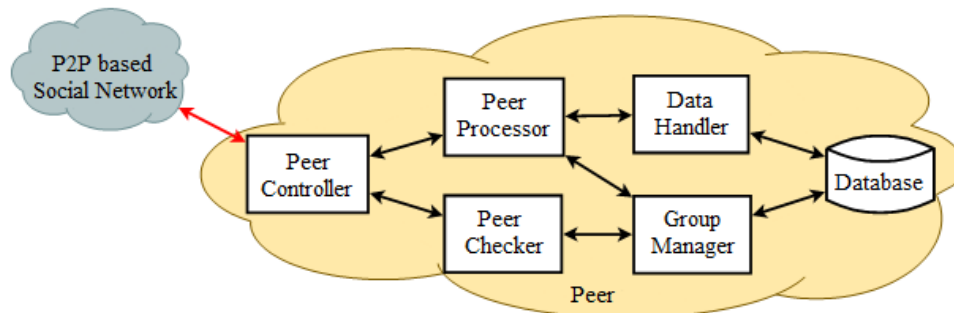 P2P based
Social Network
Peer
Processor
Data
Handler
Peer
Controller
Database
Peer
Checker
Group
Manager
Peer